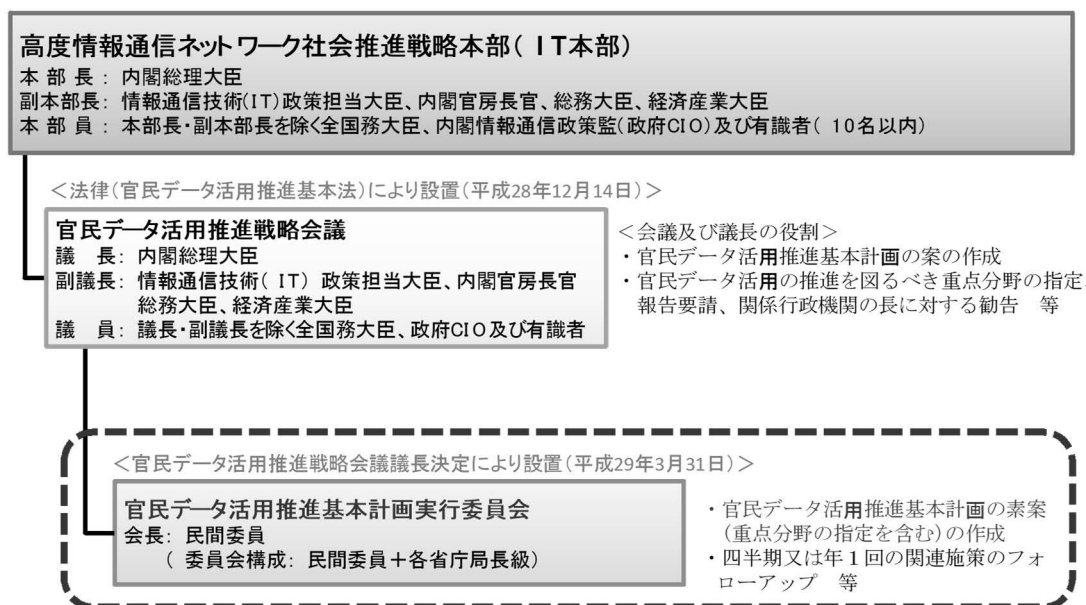 高度情報通信ネットワーク社会推進戦略本部(IT本部)
本部長: 内閣総理大臣
副本部長: 情報通信技術(IT)政策担当大臣、内閣官房長官、総務大臣、経済産業大臣
本部員: 本部長・副本部長を除く全国務大臣、内閣情報通信政策監(政府CIO)及び有識者(10名以内)
<法律(官民データ活用推進基本法)により設置(平成28年12月14日)>
官民データ活用推進戦略会議
議 長: 内閣総理大臣
副議長: 情報通信技術(IT) 政策担当大臣、内閣官房長官
総務大臣、経済産業大臣
議 員: 議長・副議長を除く全国務大臣、政府CIO及び有識者
<会議及び議長の役割>
・官民データ活用推進基本計画の案の作成
・官民データ活用の推進を図るべき重点分野の指定、
報告要請、関係行政機関の長に対する勧告 等
<官民データ活用推進戦略会議議長決定により設置(平成29年3月31日)>
官民データ活用推進基本計画実行委員会
会長: 民間委員
(委員会構成: 民間委員+各省庁局長級)
・官民データ活用推進基本計画の素案
(重点分野の指定を含む)の作成
・四半期又は年1回の関連施策のフォ
ローアップ 等